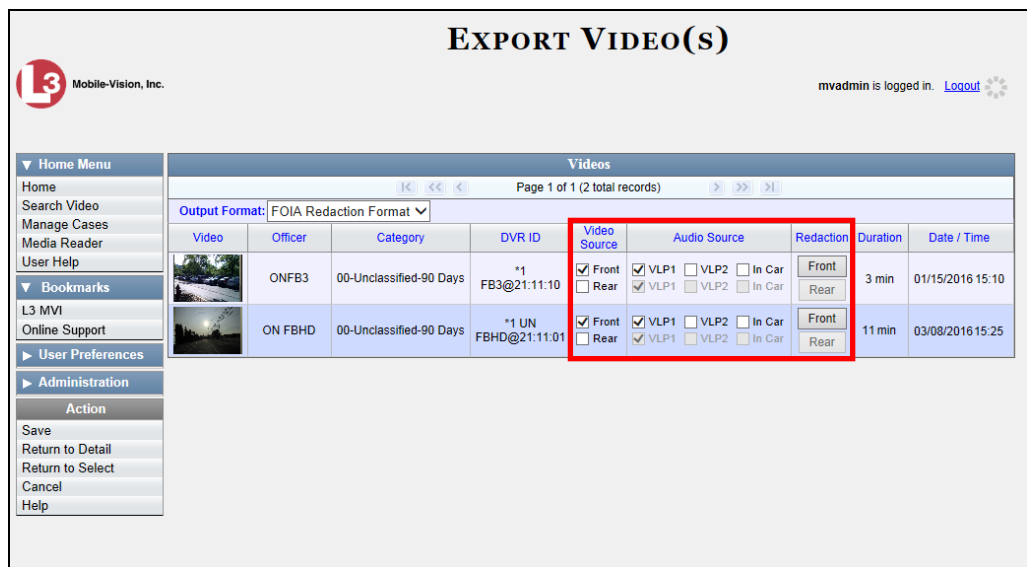 EXPORT VIDEO(S)
L3 Mobile-Vision, Inc.
mvadmin is logged in. Logout
▼ Home Menu
Home
Search Video
Manage Cases
Media Reader
User Help
▼ Bookmarks
L3 MVI
Online Support
▶ User Preferences
▶ Administration
Action
Save
Return to Detail
Return to Select
Cancel
Help
Videos
Page 1 of 1 (2 total records)
Output Format: FOIA Redaction Format
Video Officer Category DVR ID Video Source Audio Source Redaction Duration Date / Time
ONFB3 00-Unclassified-90 Days *1 FB3@21:11:10 Front VLP1 VLP2 In Car Front 3 min 01/15/2016 15:10
Rear VLP1 VLP2 In Car Rear
ON FBHD 00-Unclassified-90 Days *1 UN FBHD@21:11:01 Front VLP1 VLP2 In Car Front 11 min 03/08/2016 15:25
Rear VLP1 VLP2 In Car Rear